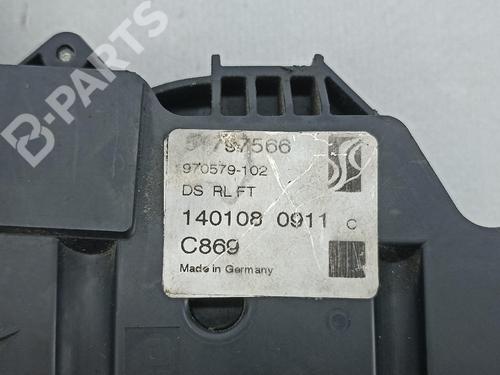 B-PARTS
970579-102
DS RL FT
140108 0911 C
C869
Made in Germany